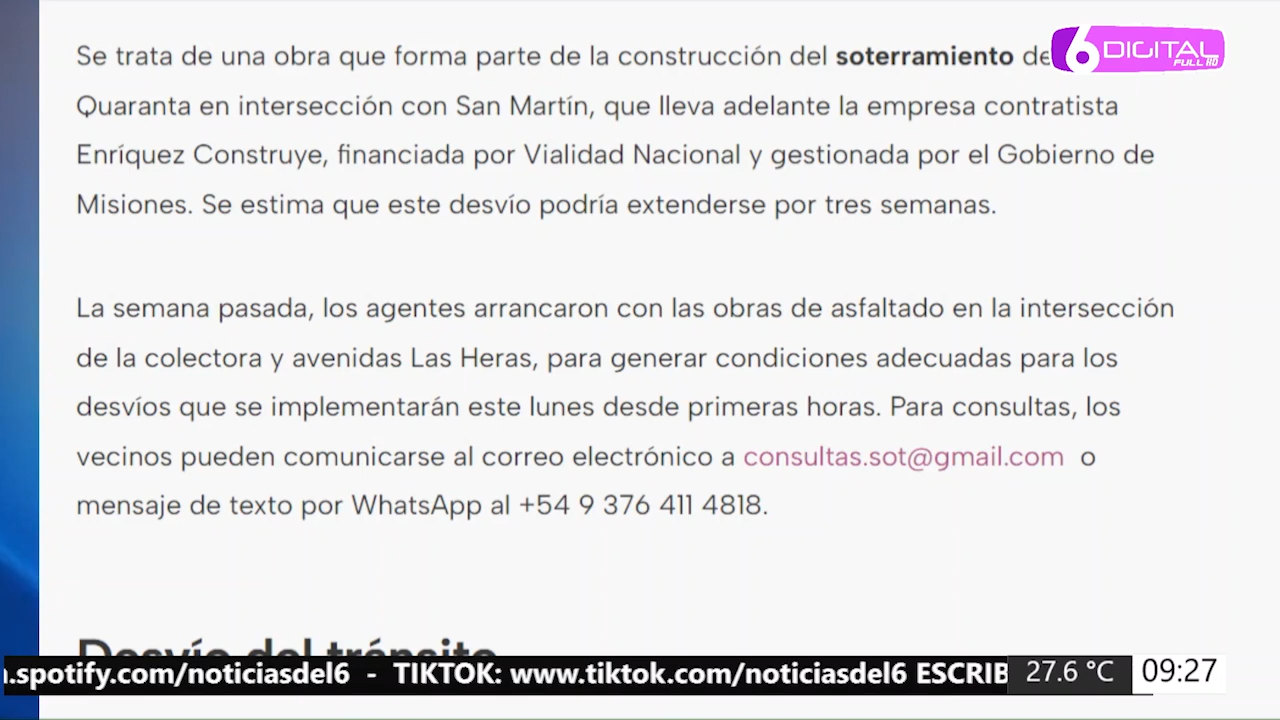 Se trata de una obra que forma parte de la construcción del soterramiento de
6 DIGITAL
FULL HD
Quaranta en intersección con San Martín, que lleva adelante la empresa contratista
Enríquez Construye, financiada por Vialidad Nacional y gestionada por el Gobierno de
Misiones. Se estima que este desvío podría extenderse por tres semanas.
La semana pasada, los agentes arrancaron con las obras de asfaltado en la intersección
de la colectora y avenidas Las Heras, para generar condiciones adecuadas para los
desvíos que se implementarán este lunes desde primeras horas. Para consultas, los
vecinos pueden comunicarse al correo electrónico a consultas.sot@gmail.com o
mensaje de texto por WhatsApp al +54 9 376 411 4818.
Desvío del tránsito
.spotify.com/noticiasdel6 - TIKTOK: www.tiktok.com/noticiasdel6 ESCRIB
27.6 °C
09:27